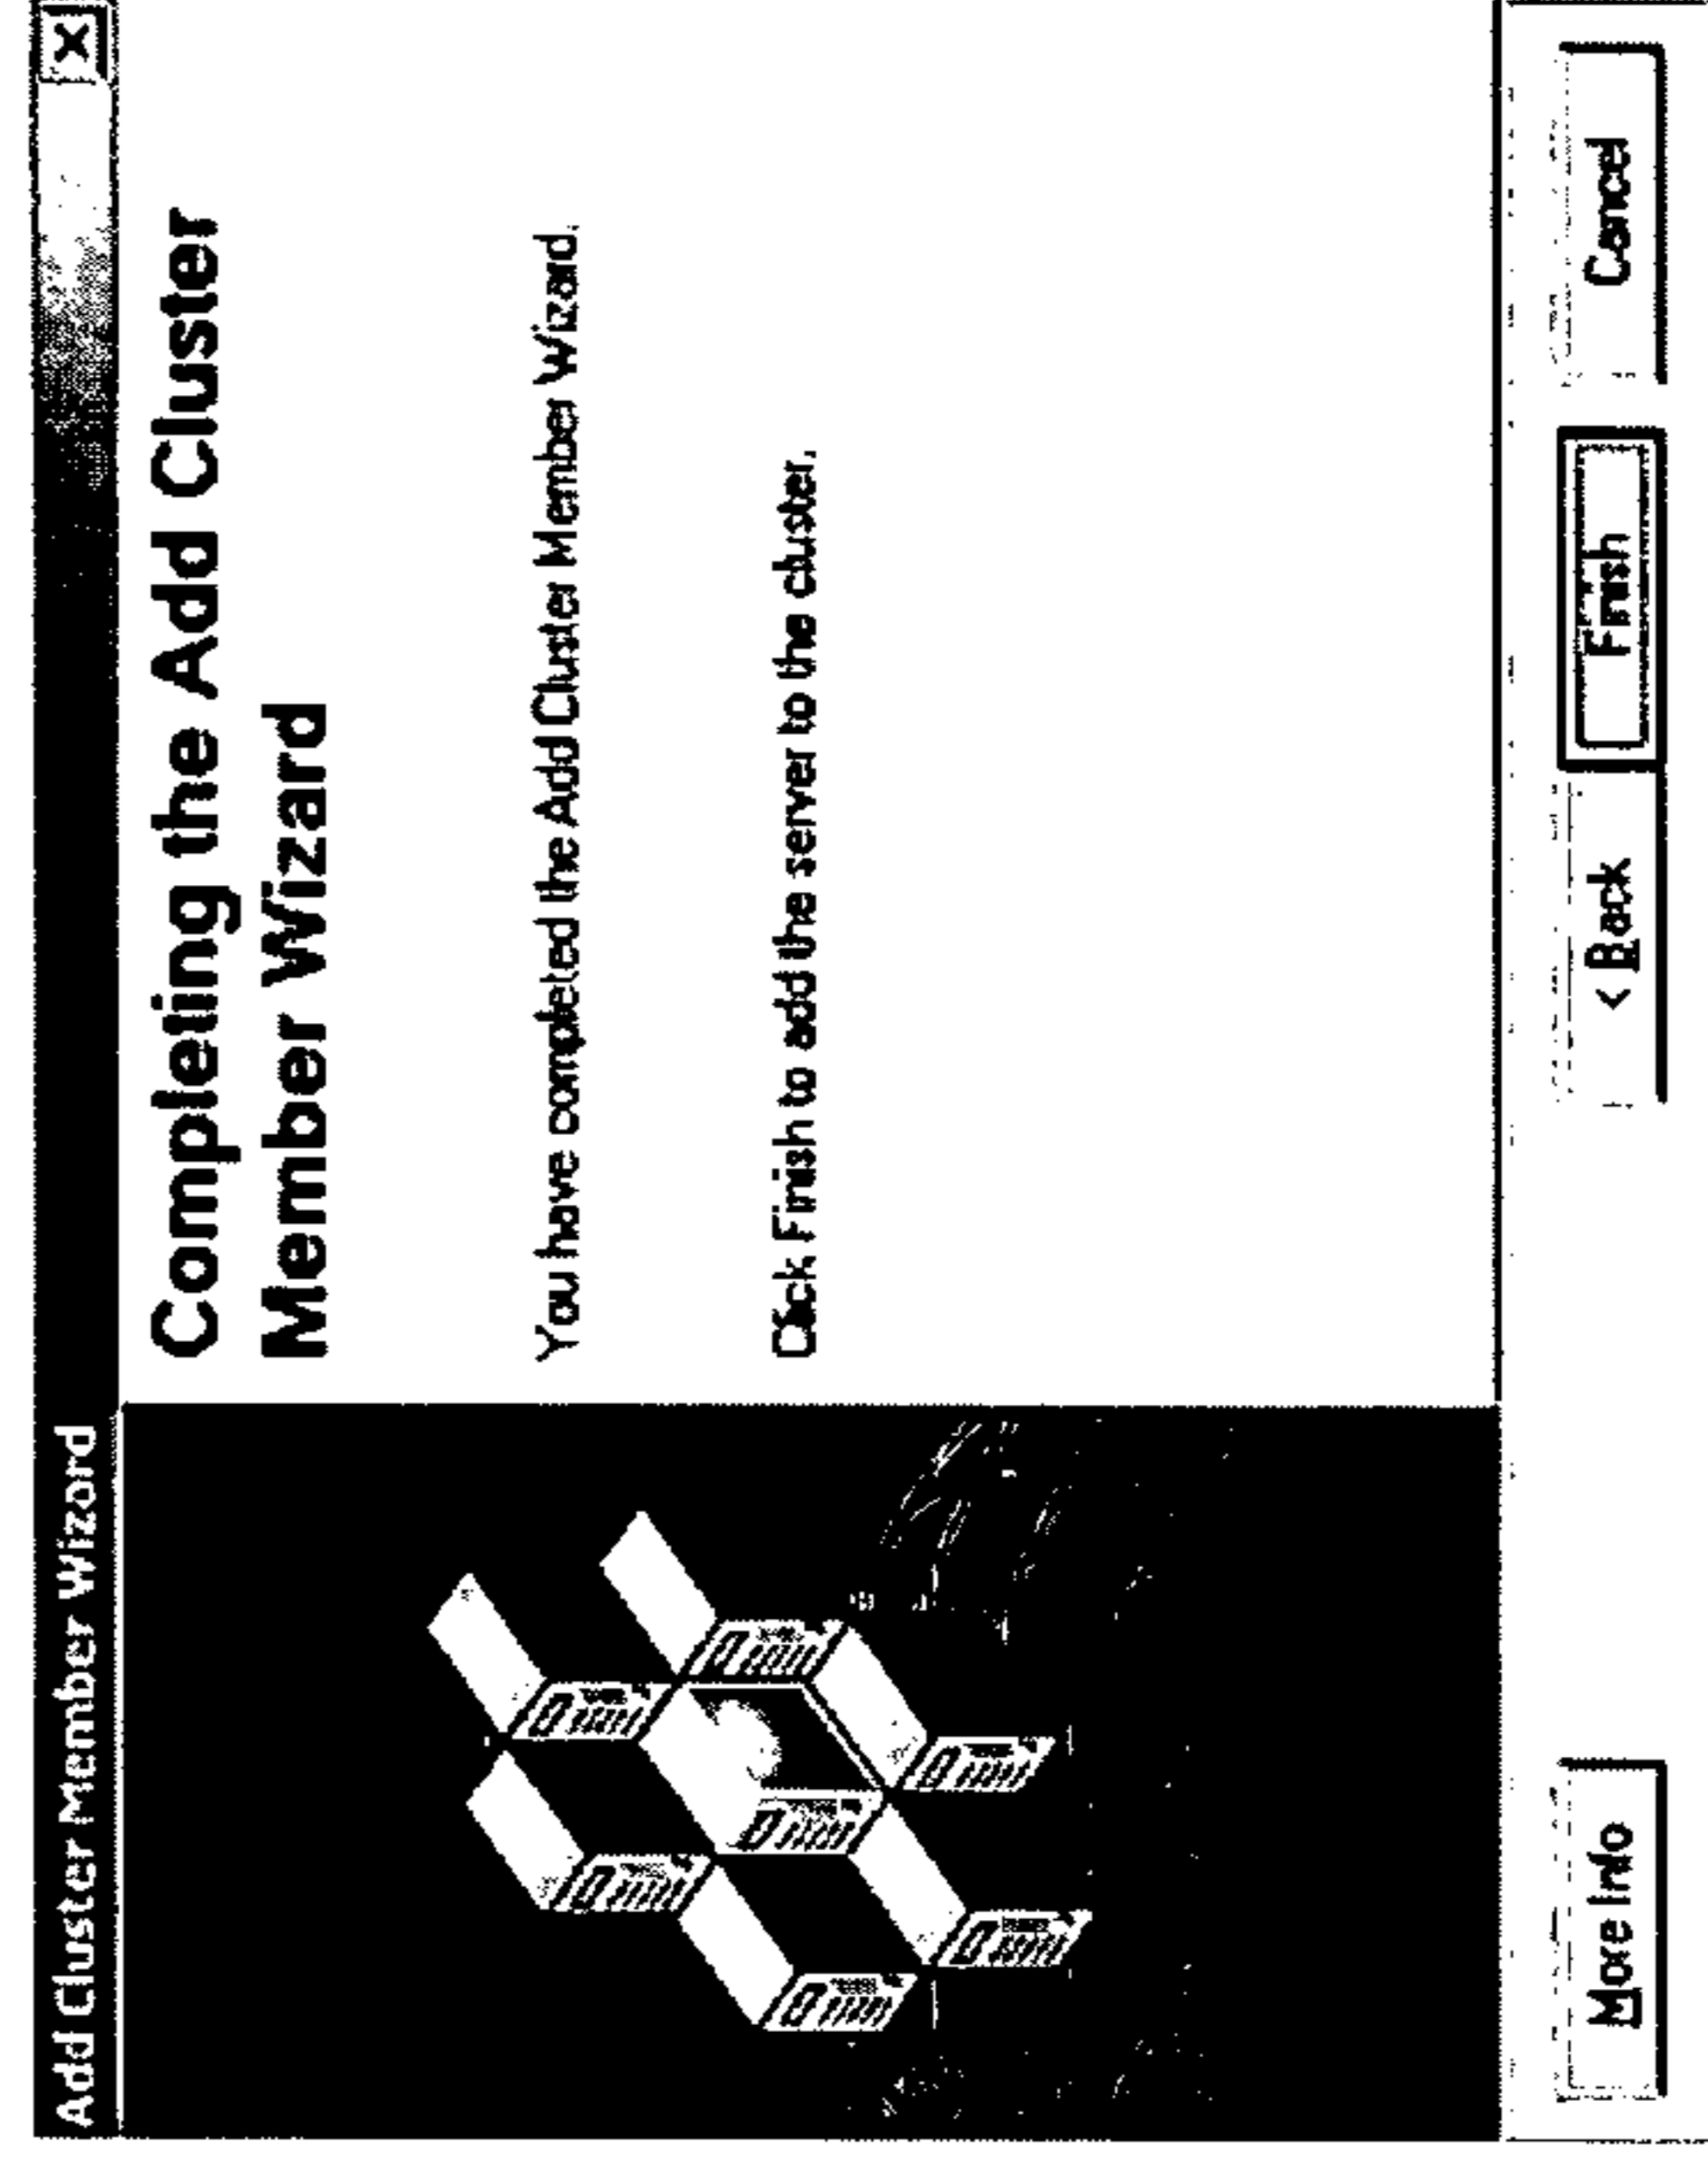 Add Cluster Member Wizard
Completing the Add Cluster
Member Wizard
You have completed the Add Cluster Member Wizard.
Click Finish to add the server to the cluster.
More Info
< Back
Finish
Cancel